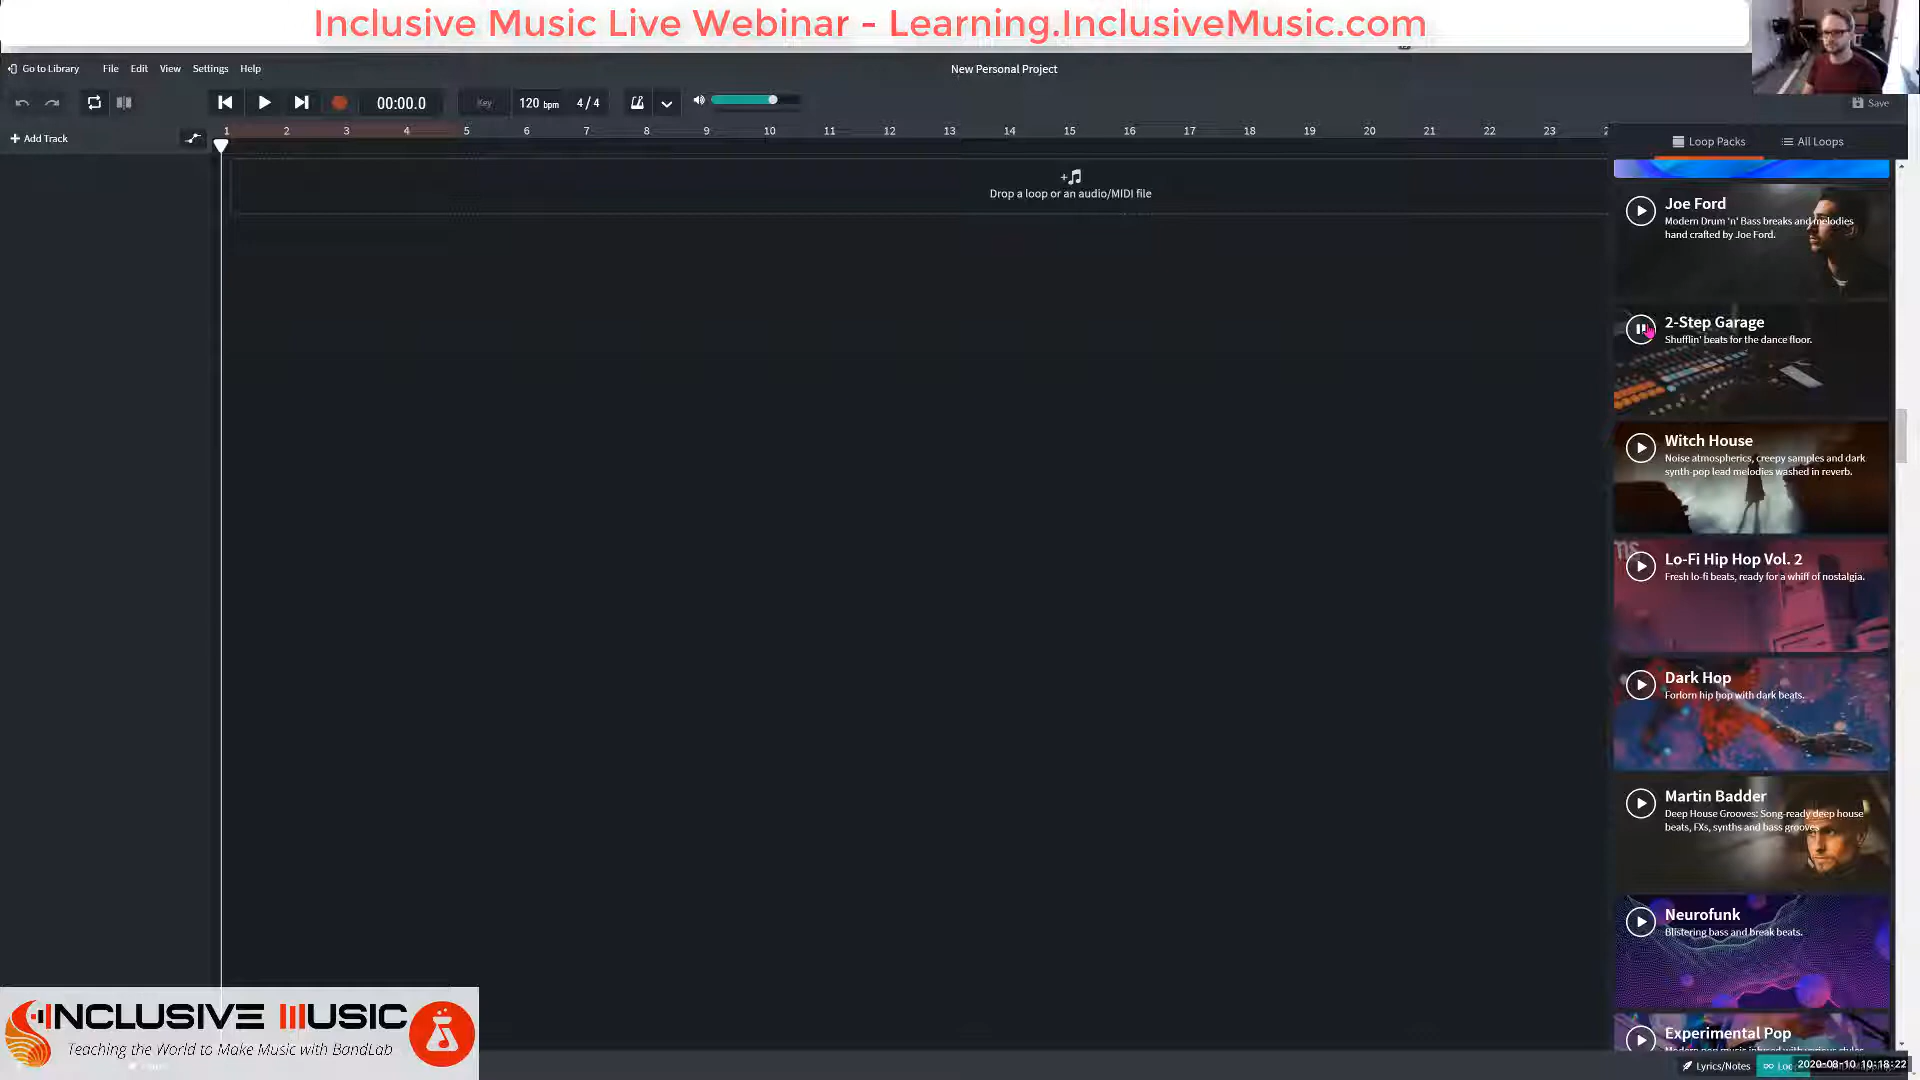 Inclusive Music Live Webinar - Learning.InclusiveMusic.com
Go to Library File Edit View Settings Help
New Personal Project
00:00.0 Key 120 bpm 4/4
Save
Add Track
1 2 3 4 5 6 7 8 9 10 11 12 13 14 15 16 17 18 19 20 21 22 23
Loop Packs All Loops
Drop a loop or an audio/MIDI file
Joe Ford
Modern Drum 'n' Bass breaks and melodies
hand crafted by Joe Ford.
2-Step Garage
Shufflin' beats for the dance floor.
Witch House
Noise atmospherics, creepy samples and dark
synth-pop lead melodies washed in reverb.
Lo-Fi Hip Hop Vol. 2
Fresh lo-fi beats, ready for a whiff of nostalgia.
Dark Hop
Forlorn hip hop with dark beats.
Martin Badder
Deep House Grooves: Song-ready deep house
beats, FXs, synths and bass grooves
Neurofunk
Blistering bass and break beats.
Experimental Pop
INCLUSIVE MUSIC
Teaching the World to Make Music with BandLab
Lyrics/Notes
2020-08-10 10:18:22